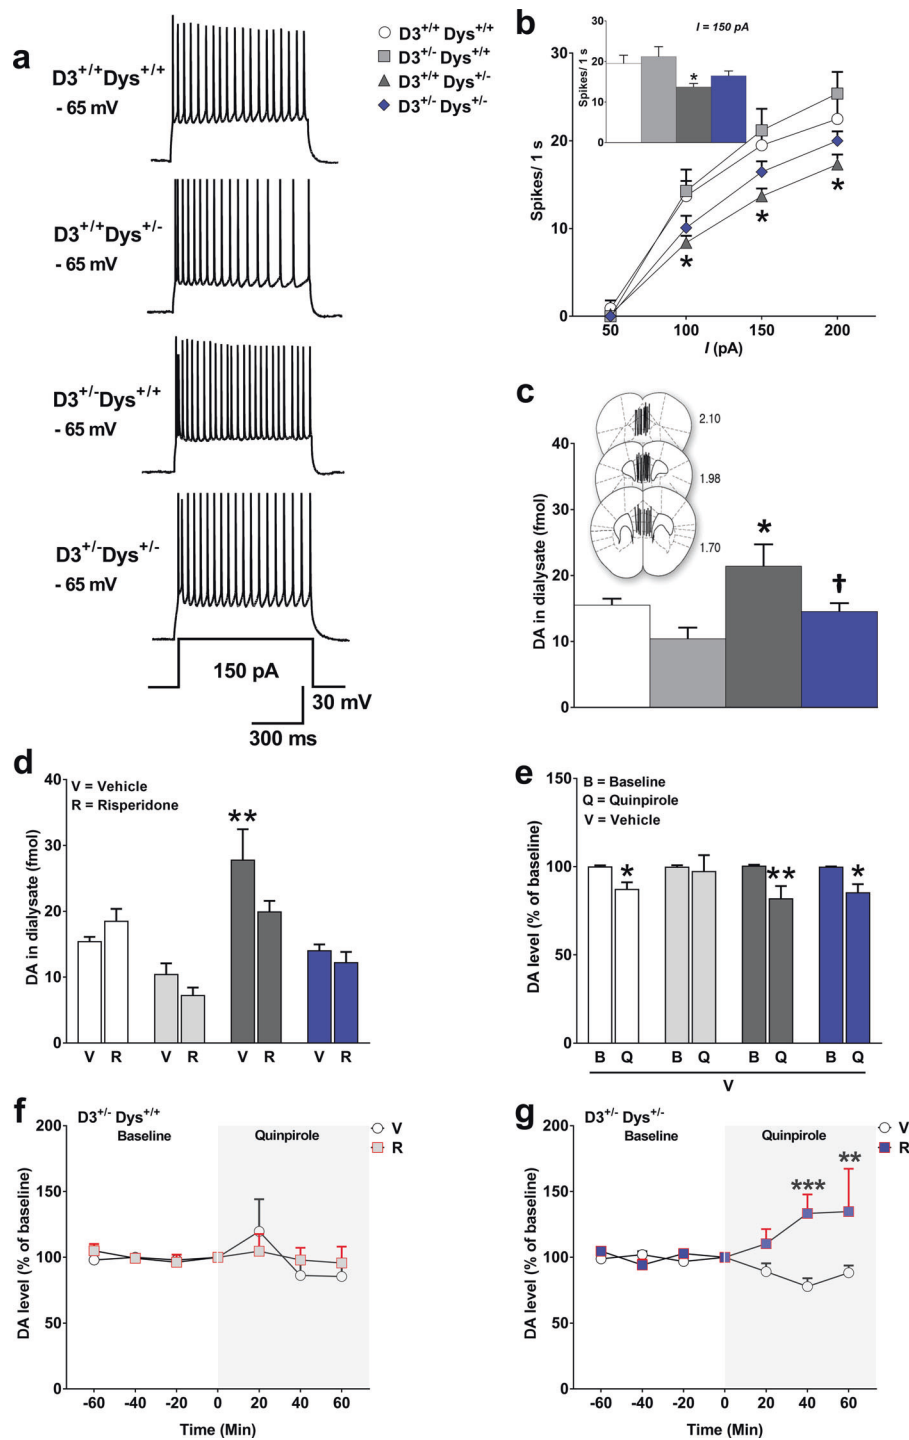 a
D3+/+Dys+/+
- 65 mV
D3+/+Dys+/-
- 65 mV
D3+/-Dys+/+
- 65 mV
D3+/-Dys+/-
- 65 mV
150 pA
30 mV
300 ms
D3+/+ Dys+/+
D3+/- Dys+/+
D3+/+ Dys+/-
D3+/- Dys+/-
b
I = 150 pA
Spikes/ 1 s
20
10
0
*
Spikes/ 1 s
30
20
10
0
* * *
50 100 150 200
I (pA)
c
2.10
1.98
1.70
DA in dialysate (fmol)
40
30
20
10
0
* †
d
V = Vehicle
R = Risperidone
DA in dialysate (fmol)
40
30
20
10
0
**
V R V R V R V R
e
B = Baseline
Q = Quinpirole
V = Vehicle
DA level (% of baseline)
150
100
50
0
* ** *
B Q B Q B Q B Q
V
f
D3+/- Dys+/+
Baseline Quinpirole
V
R
DA level (% of baseline)
200
150
100
50
0
-60 -40 -20 0 20 40 60
Time (Min)
g
D3+/- Dys+/-
Baseline Quinpirole
V
R
DA level (% of baseline)
200
150
100
50
0
*** **
-60 -40 -20 0 20 40 60
Time (Min)